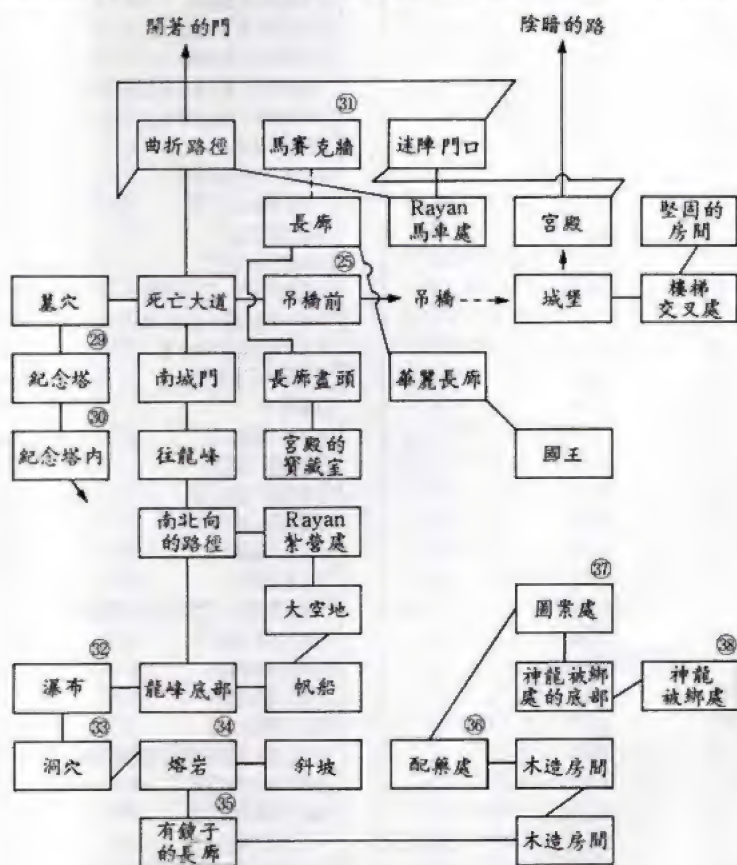 開著的門
陰暗的路
㉛
曲折路徑
馬賽克牆
迷陣門口
長廊
Rayan
馬車處
宮殿
堅固的
房間
㉕
墓穴
死亡大道
吊橋前
吊橋
城堡
樓梯
交叉處
㉙
紀念塔
南城門
長廊盡頭
華麗長廊
㉚
紀念塔內
往龍峰
宮殿的
寶藏室
國王
南北向
的路徑
Rayan
紮營處
㊲
大空地
圖案處
㉜
㊳
瀑布
龍峰底部
帆船
神龍被綁
處的底部
神龍
被綁處
㉝
㉞
㊱
洞穴
熔岩
斜坡
配藥處
木造房間
㉟
有鏡子
的長廊
木造房間